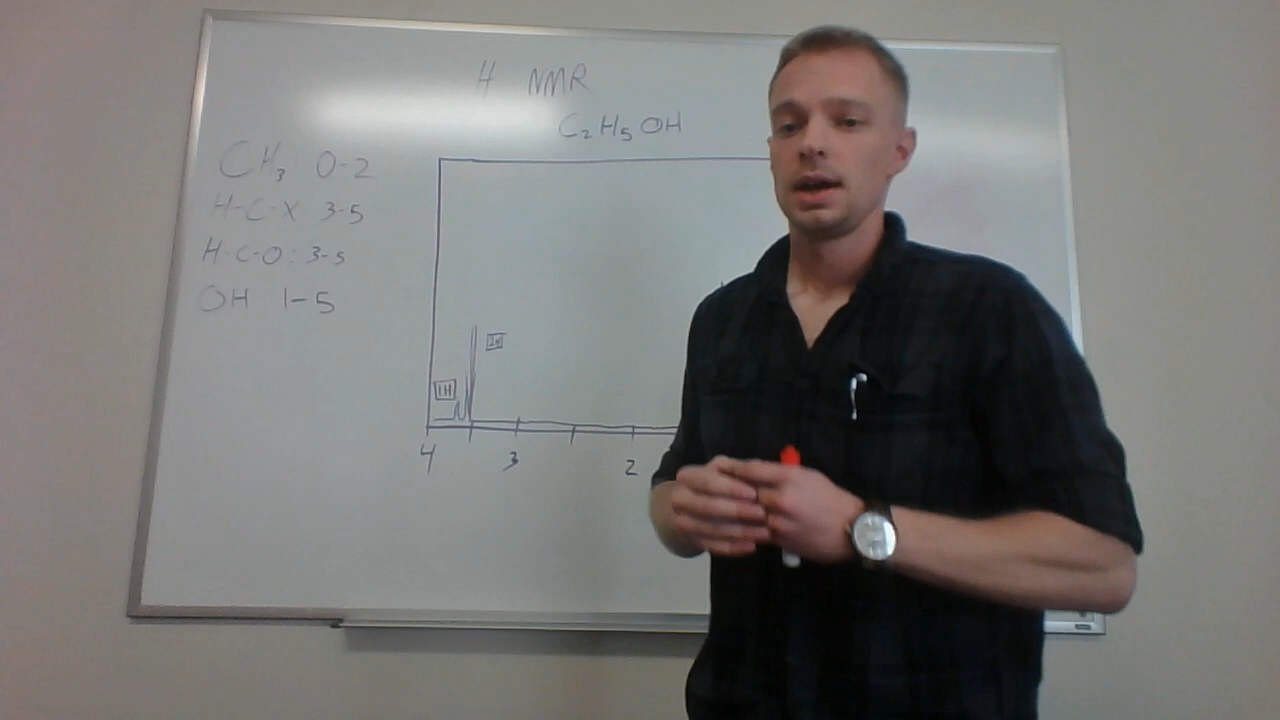 H NMR
C₂H₅OH
CH₃ 0-2
H-C-X 3-5
H-C-O: 3-5
OH 1-5
2H
1H
4 3 2